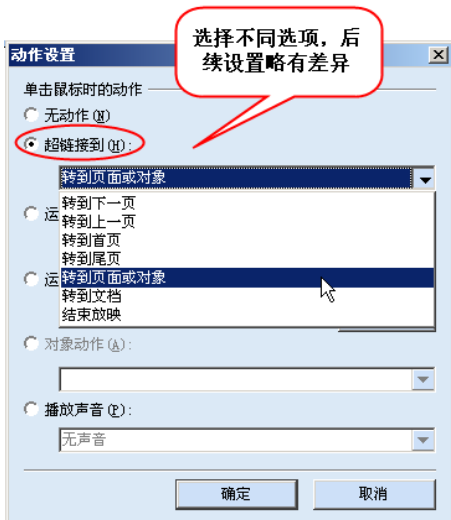 选择不同选项，后
续设置略有差异
动作设置
单击鼠标时的动作
无动作(N)
超链接到(H):
转到页面或对象
运
转到下一页
转到上一页
转到首页
转到尾页
运
转到页面或对象
转到文档
结束放映
对象动作(A):
播放声音(P):
无声音
确定
取消